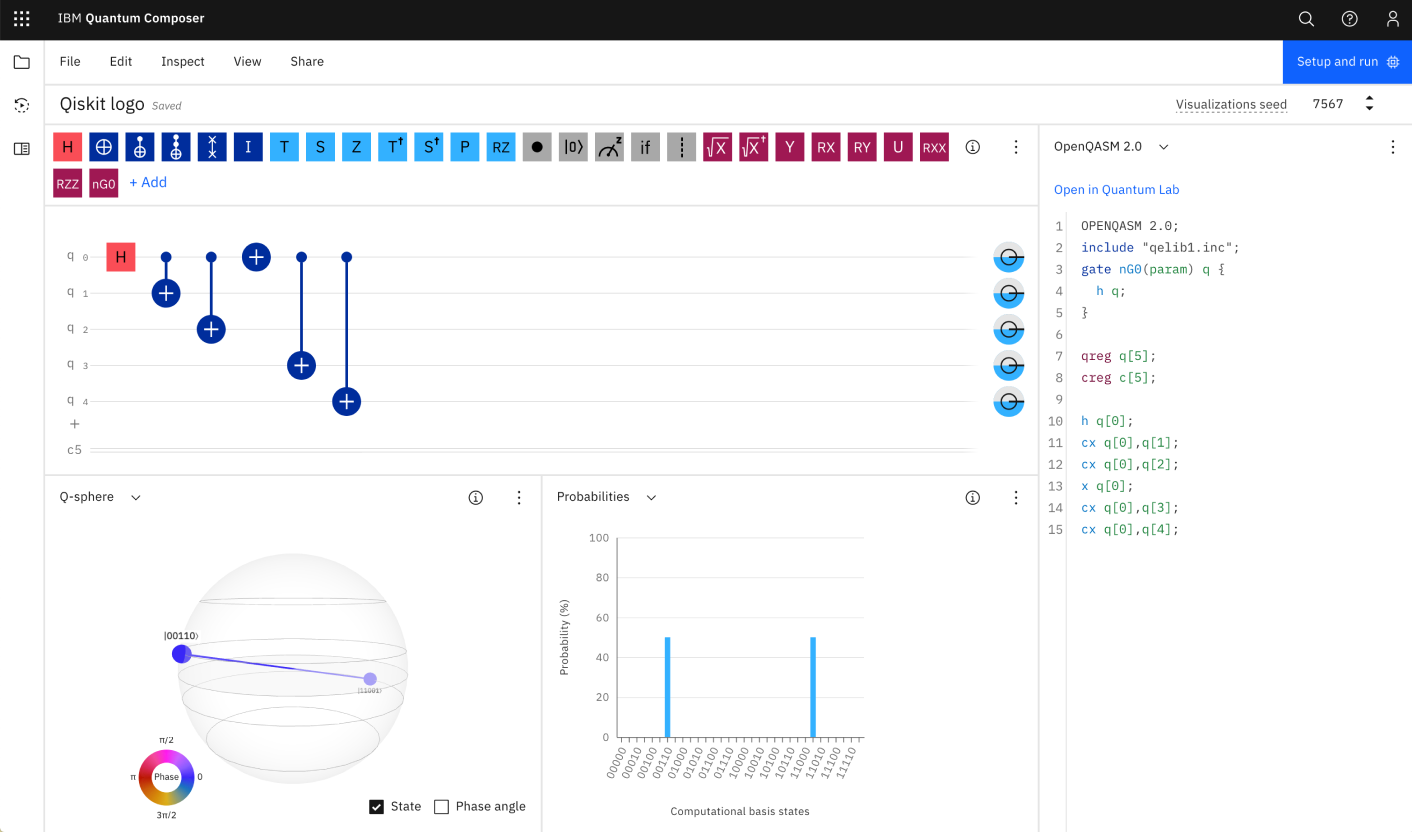 IBM Quantum Composer
File Edit Inspect View Share
Setup and run
Qiskit logo Saved
Visualizations seed 7567
H I T S Z T† S† P RZ |0⟩ z if √X √X† Y RX RY U RXX
RZZ nG0 + Add
q 0 H
q 1
q 2
q 3
q 4
+
c5
Q-sphere
|00110⟩
|11001⟩
π/2
π Phase 0
3π/2
State Phase angle
Probabilities
Probability (%)
100
80
60
40
20
0
00000 00010 00100 00110 01000 01010 01100 01110 10000 10010 10100 10110 11000 11010 11100 11110
Computational basis states
OpenQASM 2.0
Open in Quantum Lab
1 OPENQASM 2.0;
2 include "qelib1.inc";
3 gate nG0(param) q {
4 h q;
5 }
6
7 qreg q[5];
8 creg c[5];
9
10 h q[0];
11 cx q[0],q[1];
12 cx q[0],q[2];
13 x q[0];
14 cx q[0],q[3];
15 cx q[0],q[4];